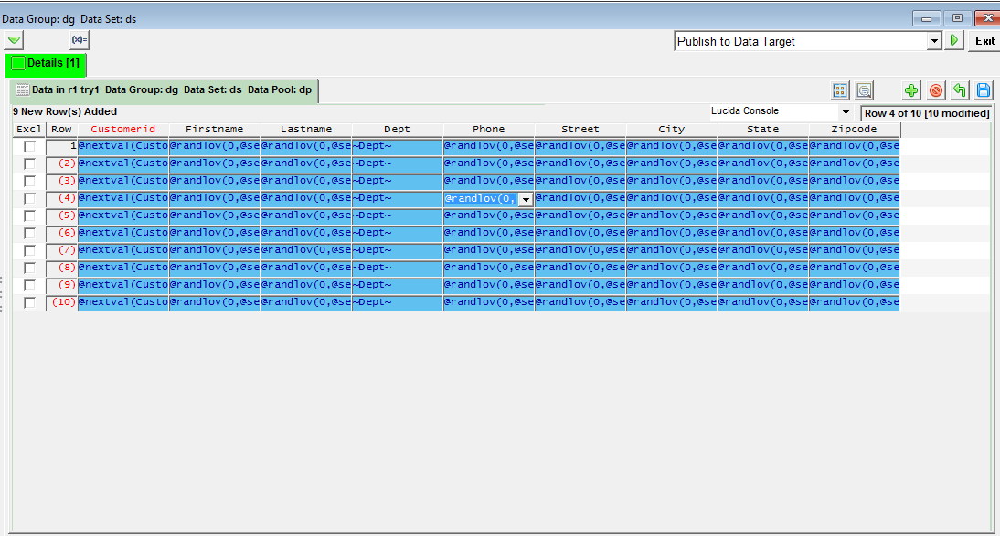 Data Group: dg  Data Set: ds
(x)= Publish to Data Target Exit
Details [1]
Data in r1 try1  Data Group: dg  Data Set: ds  Data Pool: dp
9 New Row(s) Added Lucida Console Row 4 of 10 [10 modified]
Excl Row Customerid Firstname Lastname Dept Phone Street City State Zipcode
1 @nextval(Custo @randlov(0,@se @randlov(0,@se ~Dept~ @randlov(0,@se @randlov(0,@se @randlov(0,@se @randlov(0,@se @randlov(0,@se
(2) @nextval(Custo @randlov(0,@se @randlov(0,@se ~Dept~ @randlov(0,@se @randlov(0,@se @randlov(0,@se @randlov(0,@se @randlov(0,@se
(3) @nextval(Custo @randlov(0,@se @randlov(0,@se ~Dept~ @randlov(0,@se @randlov(0,@se @randlov(0,@se @randlov(0,@se @randlov(0,@se
(4) @nextval(Custo @randlov(0,@se @randlov(0,@se ~Dept~ @randlov(0, @randlov(0,@se @randlov(0,@se @randlov(0,@se @randlov(0,@se
(5) @nextval(Custo @randlov(0,@se @randlov(0,@se ~Dept~ @randlov(0,@se @randlov(0,@se @randlov(0,@se @randlov(0,@se @randlov(0,@se
(6) @nextval(Custo @randlov(0,@se @randlov(0,@se ~Dept~ @randlov(0,@se @randlov(0,@se @randlov(0,@se @randlov(0,@se @randlov(0,@se
(7) @nextval(Custo @randlov(0,@se @randlov(0,@se ~Dept~ @randlov(0,@se @randlov(0,@se @randlov(0,@se @randlov(0,@se @randlov(0,@se
(8) @nextval(Custo @randlov(0,@se @randlov(0,@se ~Dept~ @randlov(0,@se @randlov(0,@se @randlov(0,@se @randlov(0,@se @randlov(0,@se
(9) @nextval(Custo @randlov(0,@se @randlov(0,@se ~Dept~ @randlov(0,@se @randlov(0,@se @randlov(0,@se @randlov(0,@se @randlov(0,@se
(10) @nextval(Custo @randlov(0,@se @randlov(0,@se ~Dept~ @randlov(0,@se @randlov(0,@se @randlov(0,@se @randlov(0,@se @randlov(0,@se